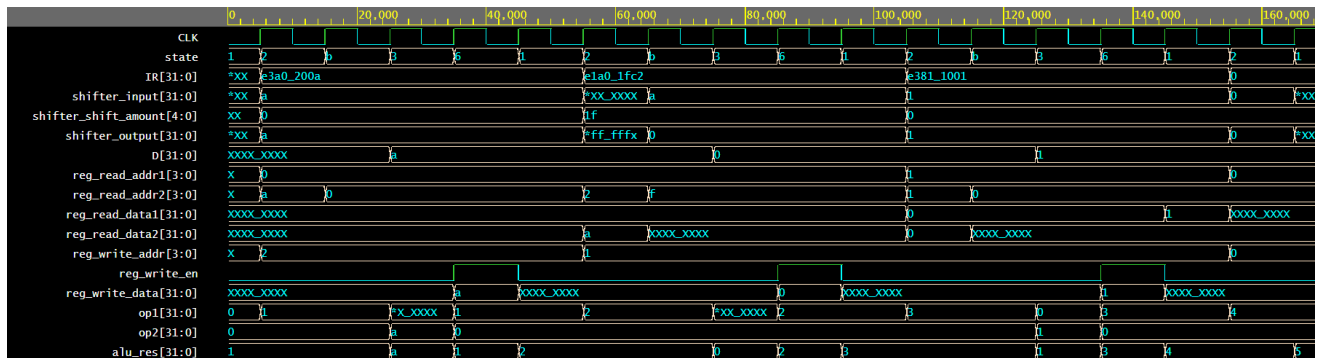 0 20,000 40,000 60,000 80,000 100,000 120,000 140,000 160,000
CLK
state 1 2 b 3 6 1 2 b 3 6 1 2 b 3 6 1 2 1
IR[31:0] *XX e3a0_200a e1a0_1fc2 e381_1001 0
shifter_input[31:0] *XX a *XX_XXXX a 1 0 *XX
shifter_shift_amount[4:0] XX 0 1f 0
shifter_output[31:0] *XX a *ff_fffx 0 1 0 *XX
D[31:0] XXXX_XXXX a 0 1
reg_read_addr1[3:0] X 0 1 0
reg_read_addr2[3:0] X a 0 2 f 1 0
reg_read_data1[31:0] XXXX_XXXX 0 1 XXXX_XXXX
reg_read_data2[31:0] XXXX_XXXX a XXXX_XXXX 0 XXXX_XXXX
reg_write_addr[3:0] X 2 1 0
reg_write_en
reg_write_data[31:0] XXXX_XXXX a XXXX_XXXX 0 XXXX_XXXX 1 XXXX_XXXX
op1[31:0] 0 1 *X_XXXX 1 2 *XX_XXXX 2 3 0 3 4
op2[31:0] 0 a 0 1 0
alu_res[31:0] 1 a 1 2 0 2 3 1 3 4 5